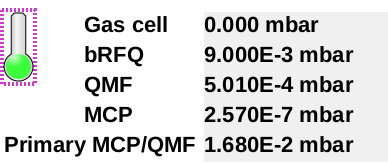 Gas cell 0.000 mbar
bRFQ 9.000E-3 mbar
QMF 5.010E-4 mbar
MCP 2.570E-7 mbar
Primary MCP/QMF 1.680E-2 mbar